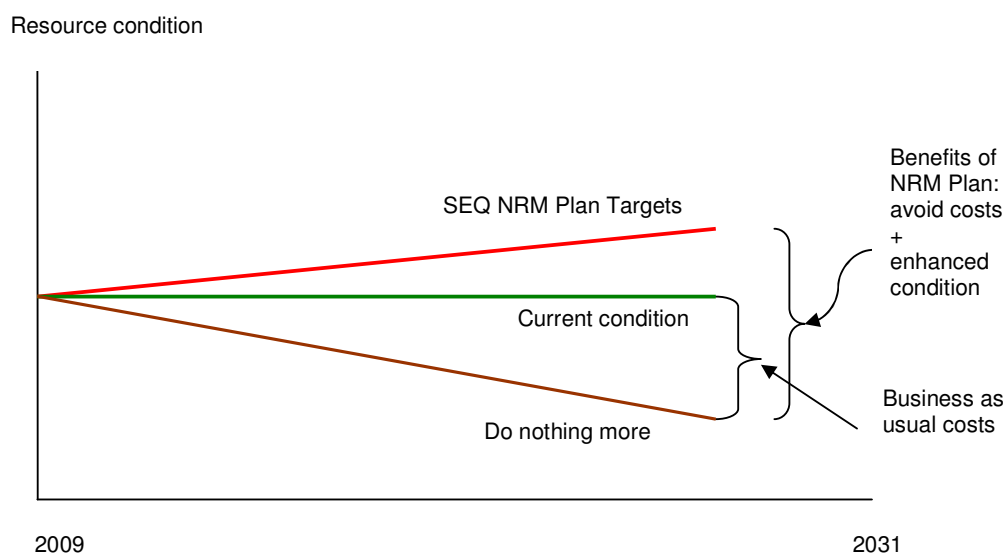 Resource condition
Benefits of
NRM Plan:
avoid costs
+
enhanced
condition
SEQ NRM Plan Targets
Current condition
Business as
usual costs
Do nothing more
2009
2031